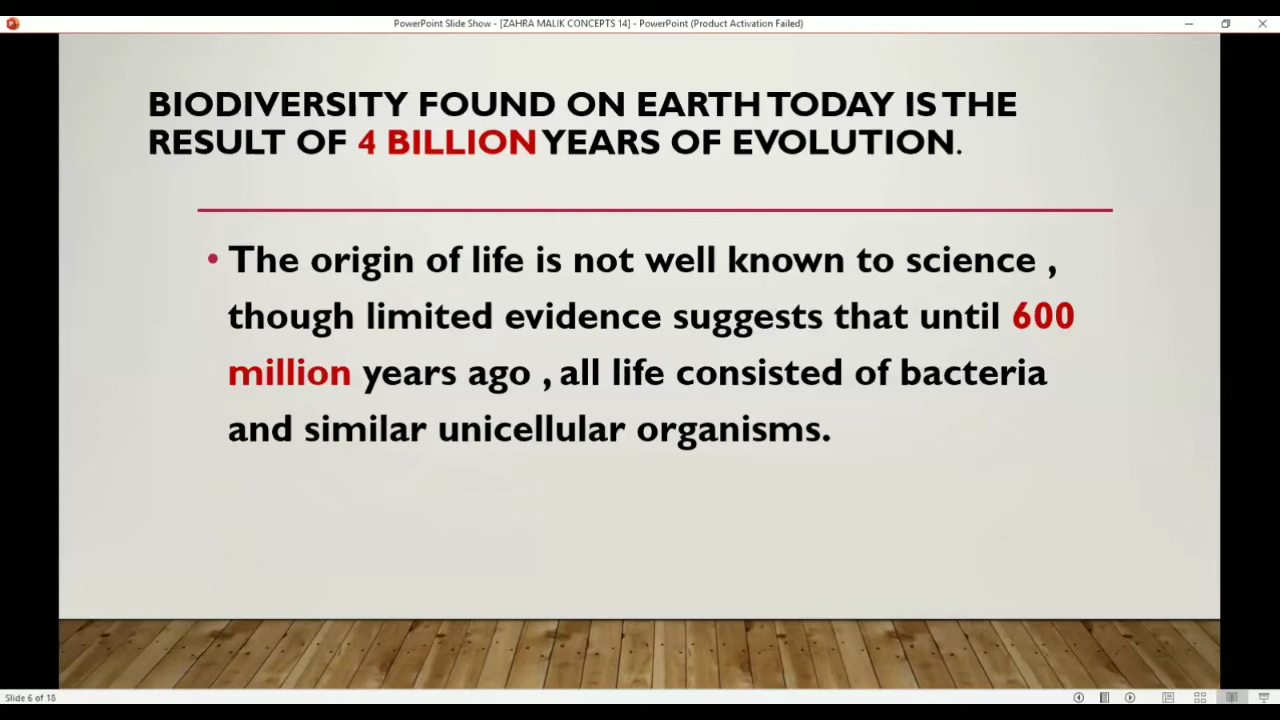 PowerPoint Slide Show - [ZAHRA MALIK CONCEPTS 14] - PowerPoint (Product Activation Failed)
BIODIVERSITY FOUND ON EARTH TODAY IS THE
RESULT OF 4 BILLION YEARS OF EVOLUTION.
• The origin of life is not well known to science ,
though limited evidence suggests that until 600
million years ago , all life consisted of bacteria
and similar unicellular organisms.
Slide 6 of 18